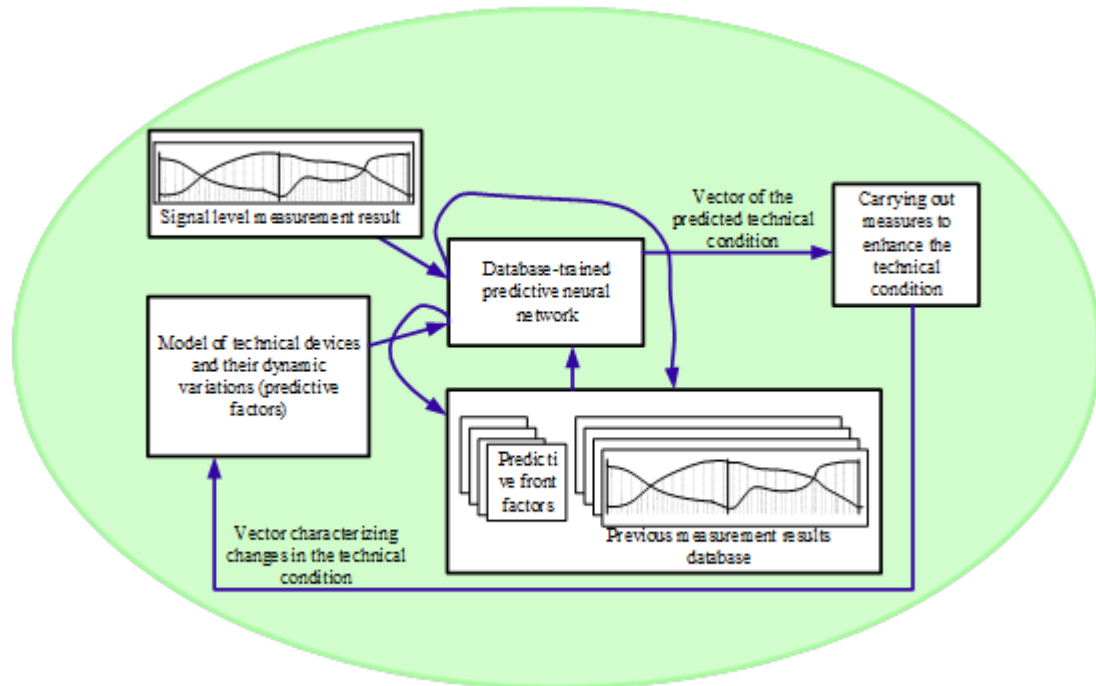 Signal level measurement result
Vector of the
predicted technical
condition
Carrying out
measures to
enhance the
technical
condition
Database-trained
predictive neural
network
Model of technical devices
and their dynamic
variations (predictive
factors)
Predicti
ve front
factors
Previous measurement results
database
Vector characterizing
changes in the technical
condition